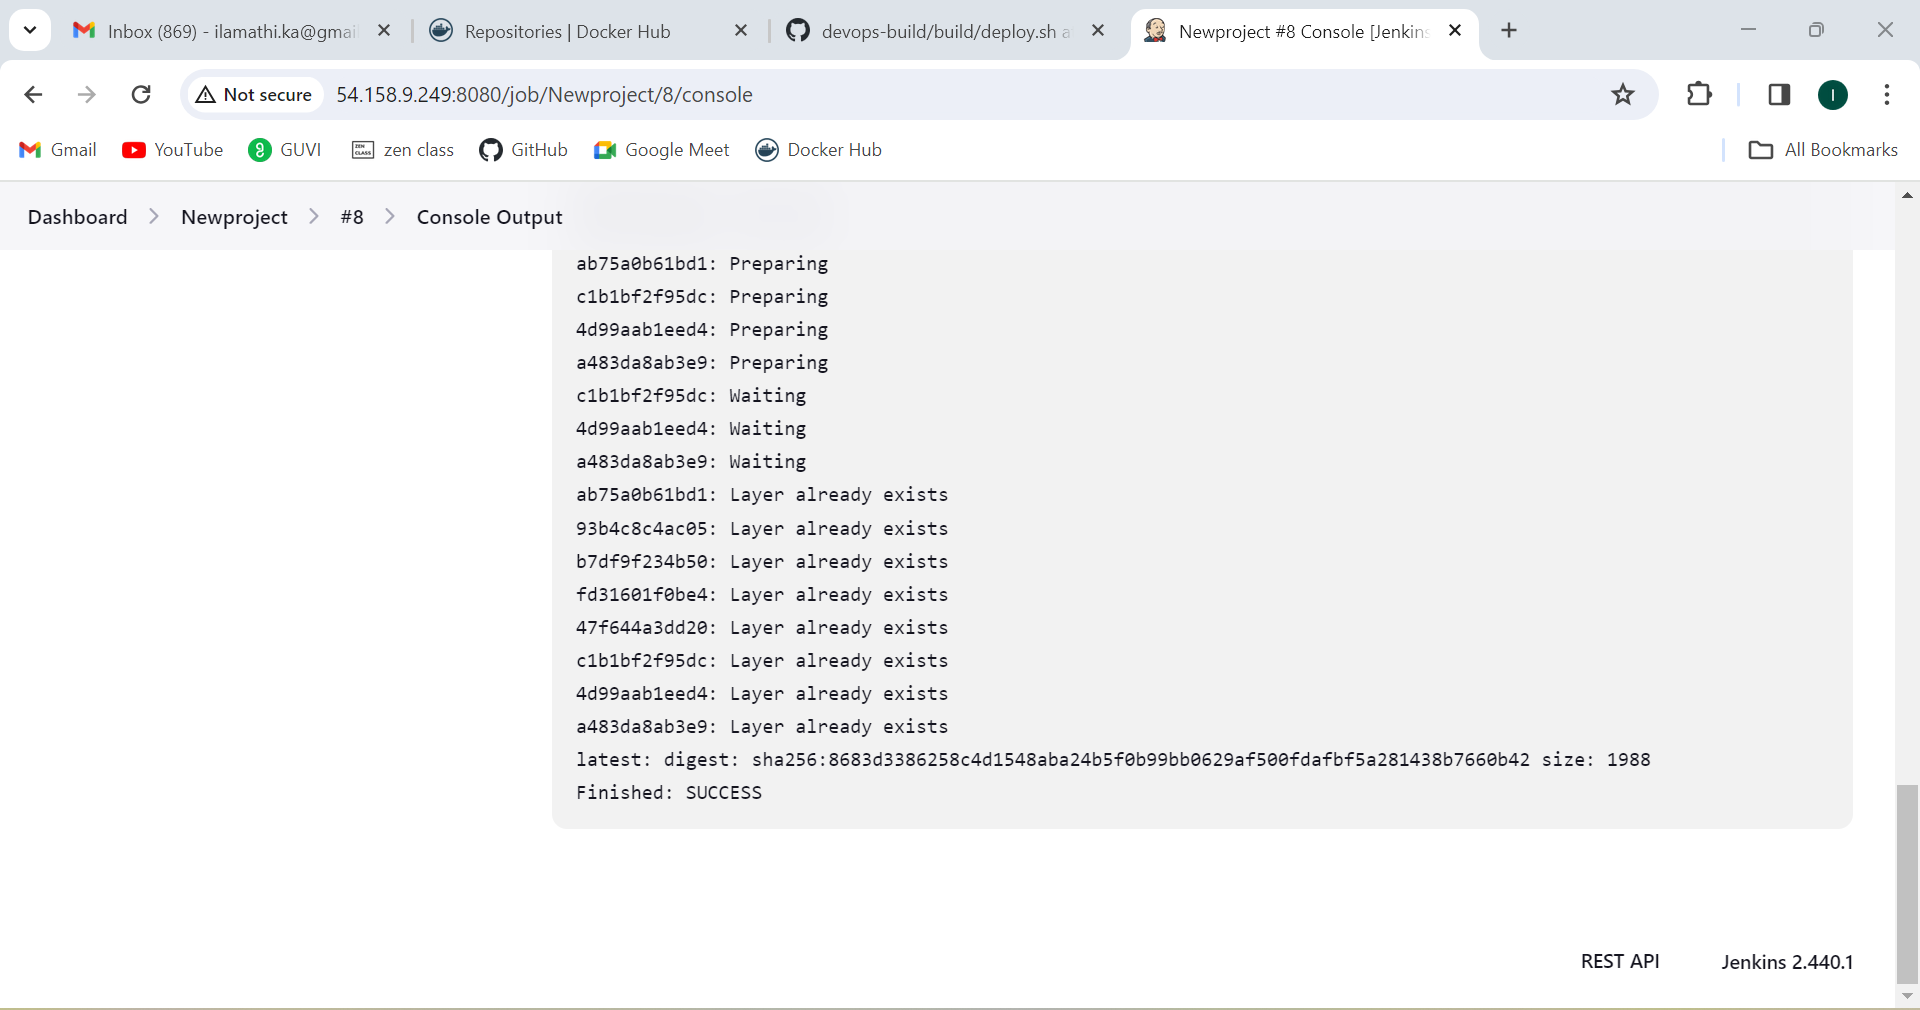 Inbox (869) - ilamathi.ka@gmai
Repositories | Docker Hub
devops-build/build/deploy.sh a
Newproject #8 Console [Jenkins
Not secure
54.158.9.249:8080/job/Newproject/8/console
I
Gmail
YouTube
GUVI
ZEN CLASS
zen class
GitHub
Google Meet
Docker Hub
All Bookmarks
Dashboard
Newproject
#8
Console Output
ab75a0b61bd1: Preparing
c1b1bf2f95dc: Preparing
4d99aab1eed4: Preparing
a483da8ab3e9: Preparing
c1b1bf2f95dc: Waiting
4d99aab1eed4: Waiting
a483da8ab3e9: Waiting
ab75a0b61bd1: Layer already exists
93b4c8c4ac05: Layer already exists
b7df9f234b50: Layer already exists
fd31601f0be4: Layer already exists
47f644a3dd20: Layer already exists
c1b1bf2f95dc: Layer already exists
4d99aab1eed4: Layer already exists
a483da8ab3e9: Layer already exists
latest: digest: sha256:8683d3386258c4d1548aba24b5f0b99bb0629af500fdafbf5a281438b7660b42 size: 1988
Finished: SUCCESS
REST API
Jenkins 2.440.1